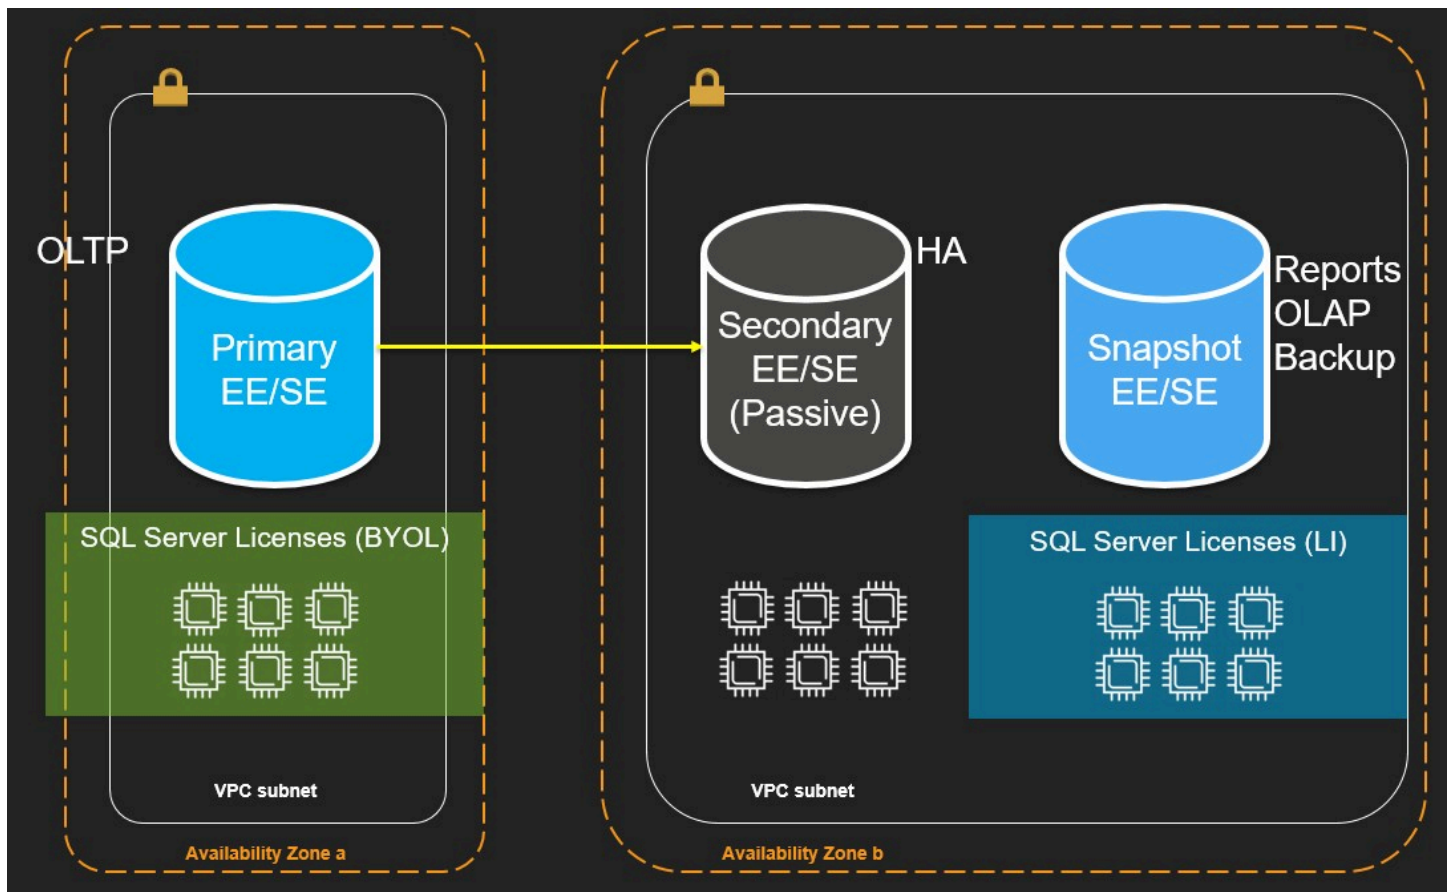 OLTP
Primary
EE/SE
SQL Server Licenses (BYOL)
VPC subnet
Availability Zone a
Secondary
EE/SE
(Passive)
HA
Snapshot
EE/SE
Reports
OLAP
Backup
SQL Server Licenses (LI)
VPC subnet
Availability Zone b